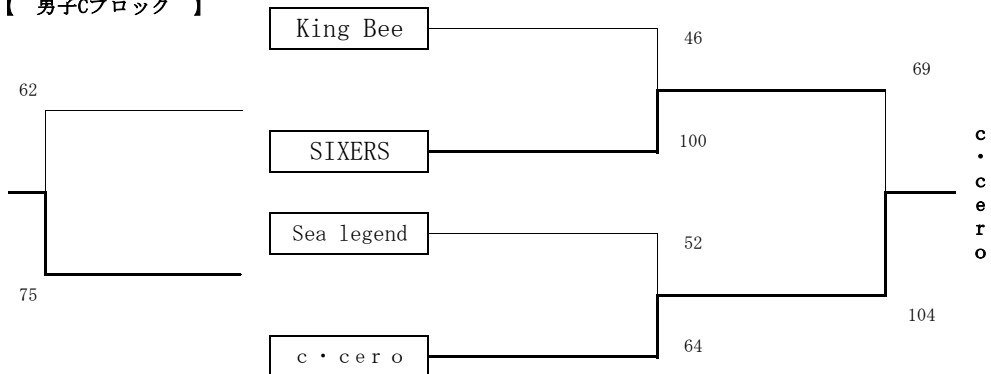 【 男子Cブロック 】
King Bee
46
69
62
SIXERS
100
c・cero
Sea legend
52
75
104
c・cero
64